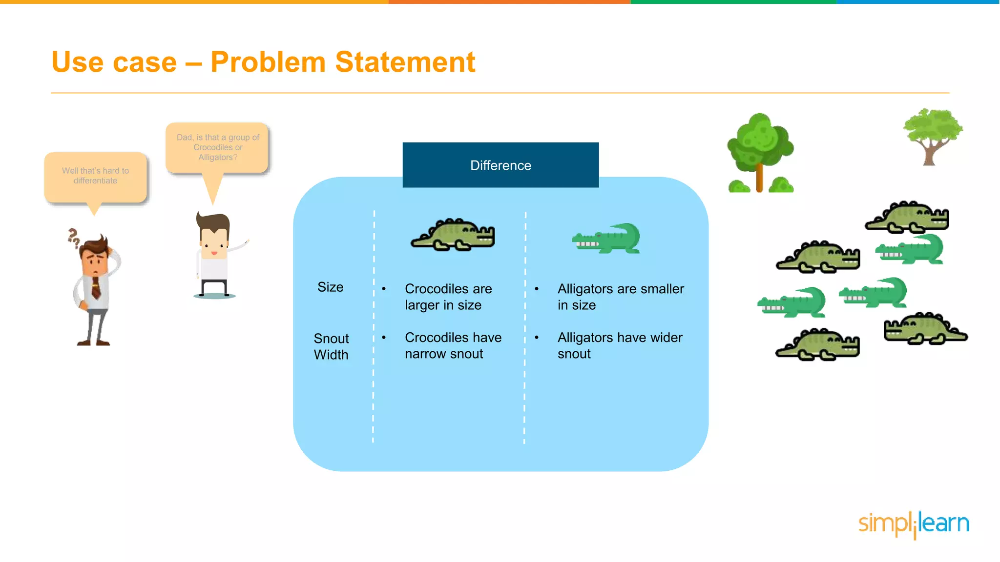 Use case – Problem Statement
Dad, is that a group of
Crocodiles or
Alligators?
Well that's hard to
differentiate
? ? ?
Difference
Size
• Crocodiles are
larger in size
• Alligators are smaller
in size
Snout
Width
• Crocodiles have
narrow snout
• Alligators have wider
snout
simplilearn